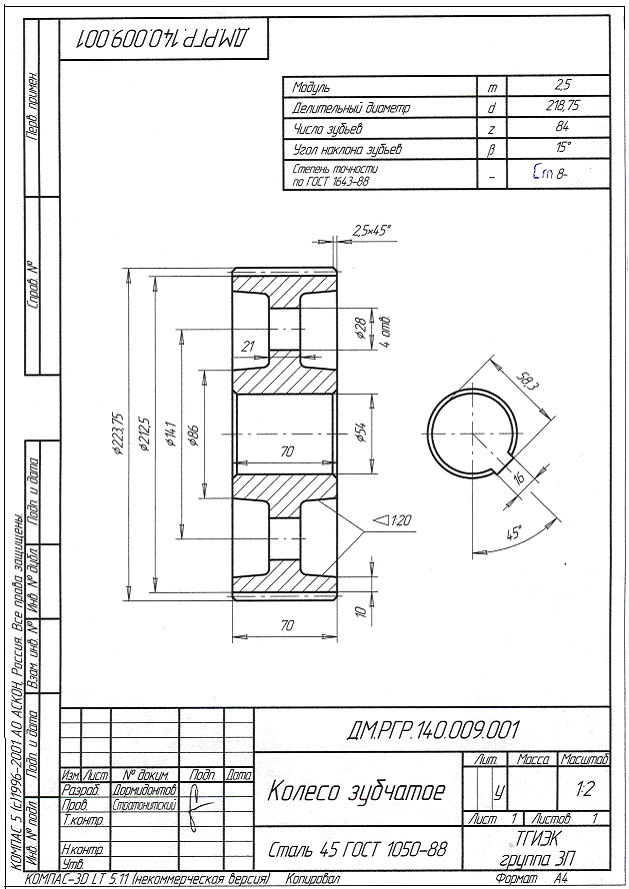 ДМ.РГР.140.009.001
Перв. примен.
Справ. №
Подп. и дата
Инв. № дубл.
Взам. инв. №
Подп. и дата
Инв. № подл.
КОМПАС 5 (c)1996-2001 АО АСКОН, Россия. Все права защищены.
Модуль m 2,5
Делительный диаметр d 218,75
Число зубьев z 84
Угол наклона зубьев β 15°
Степень точности
по ГОСТ 1643-88 – Ст 8-
2,5×45°
⌀28
4 отв.
21
⌀223,75
⌀212,5
⌀141
⌀86
70
⌀54
58,3
16
45°
◁1:20
10
70
ДМ.РГР.140.009.001
Изм. Лист № докум. Подп. Дата
Разраб. Дормидонтов
Пров. Стратонитский
Т.контр.
Н.контр.
Утв.
Колесо зубчатое
Лит. Масса Масштаб
у 1:2
Лист 1 Листов 1
Сталь 45 ГОСТ 1050-88
ТГИЭК
группа 3П
КОМПАС-3D LT 5.11 (некоммерческая версия) Копировал Формат А4